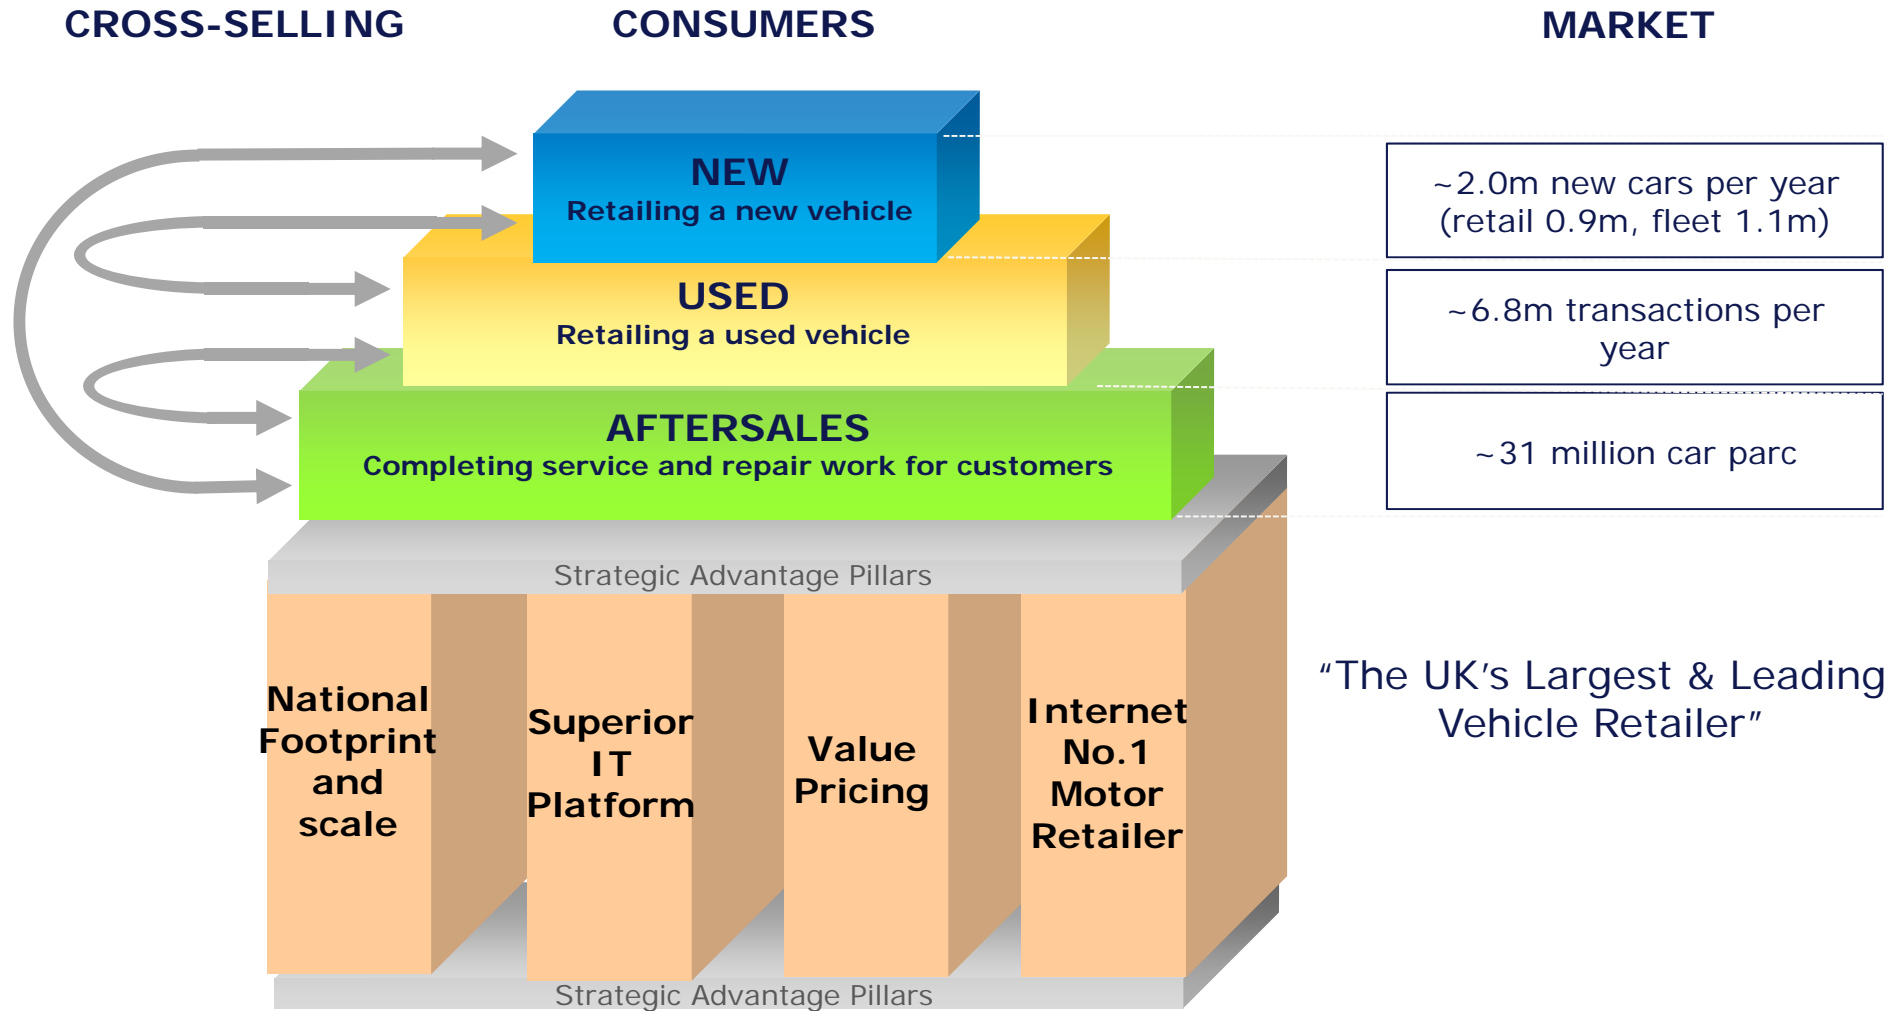 CROSS-SELLING
CONSUMERS
MARKET
NEW
Retailing a new vehicle
~2.0m new cars per year
(retail 0.9m, fleet 1.1m)
USED
Retailing a used vehicle
~6.8m transactions per
year
AFTERSALES
Completing service and repair work for customers
~31 million car parc
Strategic Advantage Pillars
National
Footprint
and
scale
Superior
IT
Platform
Value
Pricing
Internet
No.1
Motor
Retailer
“The UK’s Largest & Leading
Vehicle Retailer”
Strategic Advantage Pillars